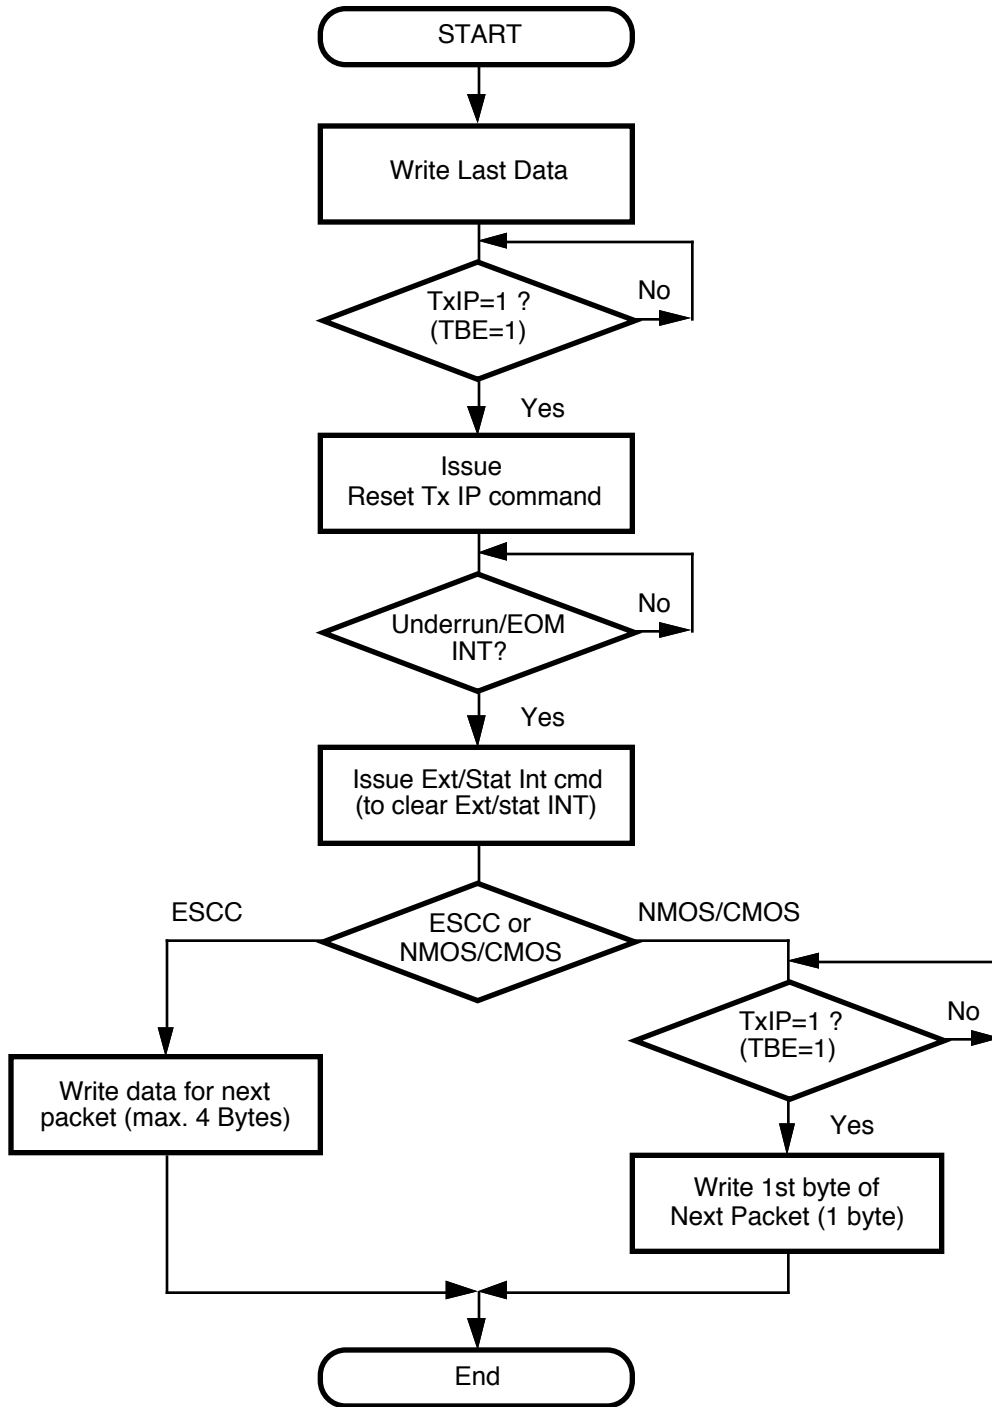 START
Write Last Data
TxIP=1 ?
(TBE=1)
No
Yes
Issue
Reset Tx IP command
Underrun/EOM
INT?
No
Yes
Issue Ext/Stat Int cmd
(to clear Ext/stat INT)
ESCC
ESCC or
NMOS/CMOS
NMOS/CMOS
TxIP=1 ?
(TBE=1)
No
Yes
Write data for next
packet (max. 4 Bytes)
Write 1st byte of
Next Packet (1 byte)
End